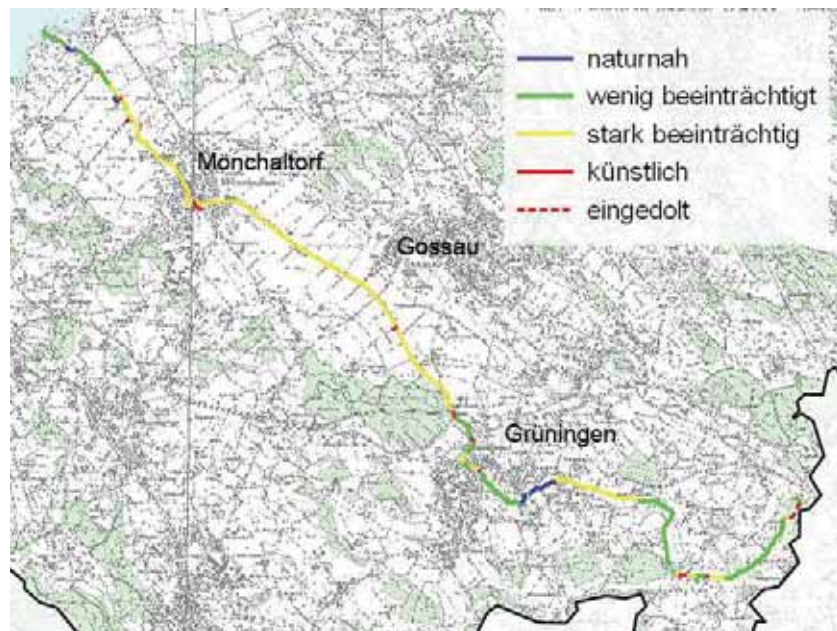 naturnah
wenig beeinträchtigt
stark beeinträchtig
künstlich
eingedolt
Mönchaltorf
Gossau
Grüningen